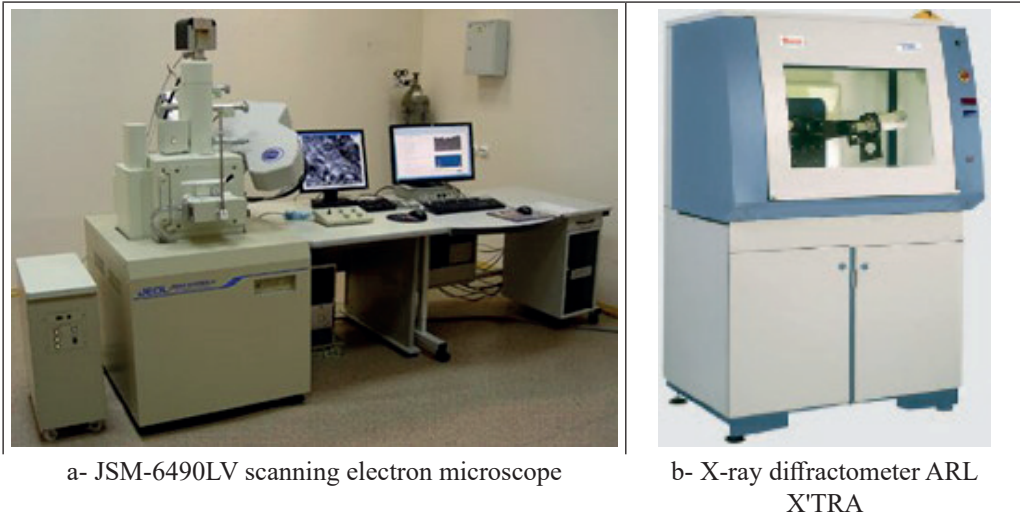 JEOL
a- JSM-6490LV scanning electron microscope
b- X-ray diffractometer ARL
X'TRA